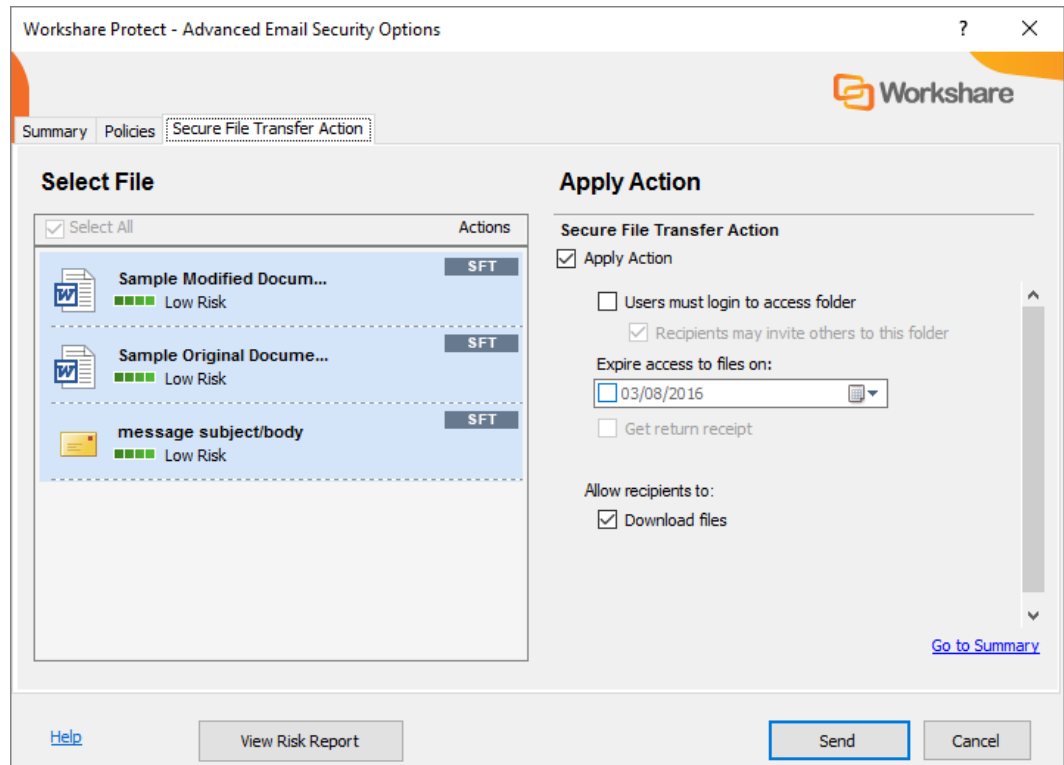 Workshare Protect - Advanced Email Security Options
?
Workshare
Summary
Policies
Secure File Transfer Action
Select File
Select All
Actions
SFT
Sample Modified Docum...
Low Risk
SFT
Sample Original Docume...
Low Risk
SFT
message subject/body
Low Risk
Apply Action
Secure File Transfer Action
Apply Action
Users must login to access folder
Recipients may invite others to this folder
Expire access to files on:
03/08/2016
Get return receipt
Allow recipients to:
Download files
Go to Summary
Help
View Risk Report
Send
Cancel